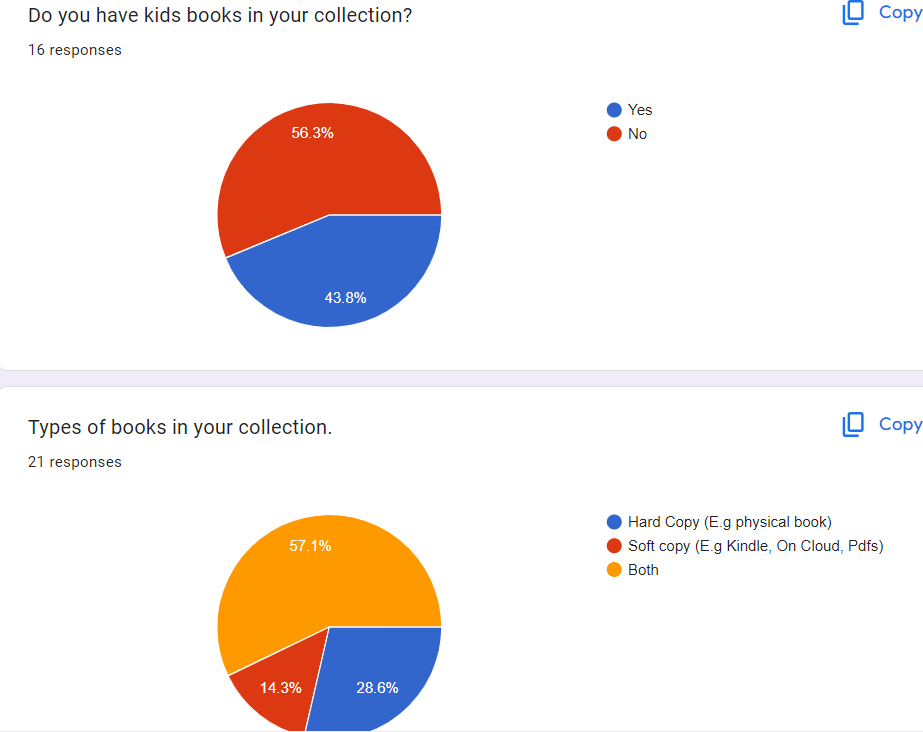 Do you have kids books in your collection?
Copy
16 responses
Yes
No
56.3%
43.8%
Types of books in your collection.
Copy
21 responses
Hard Copy (E.g physical book)
Soft copy (E.g Kindle, On Cloud, Pdfs)
Both
57.1%
14.3%
28.6%